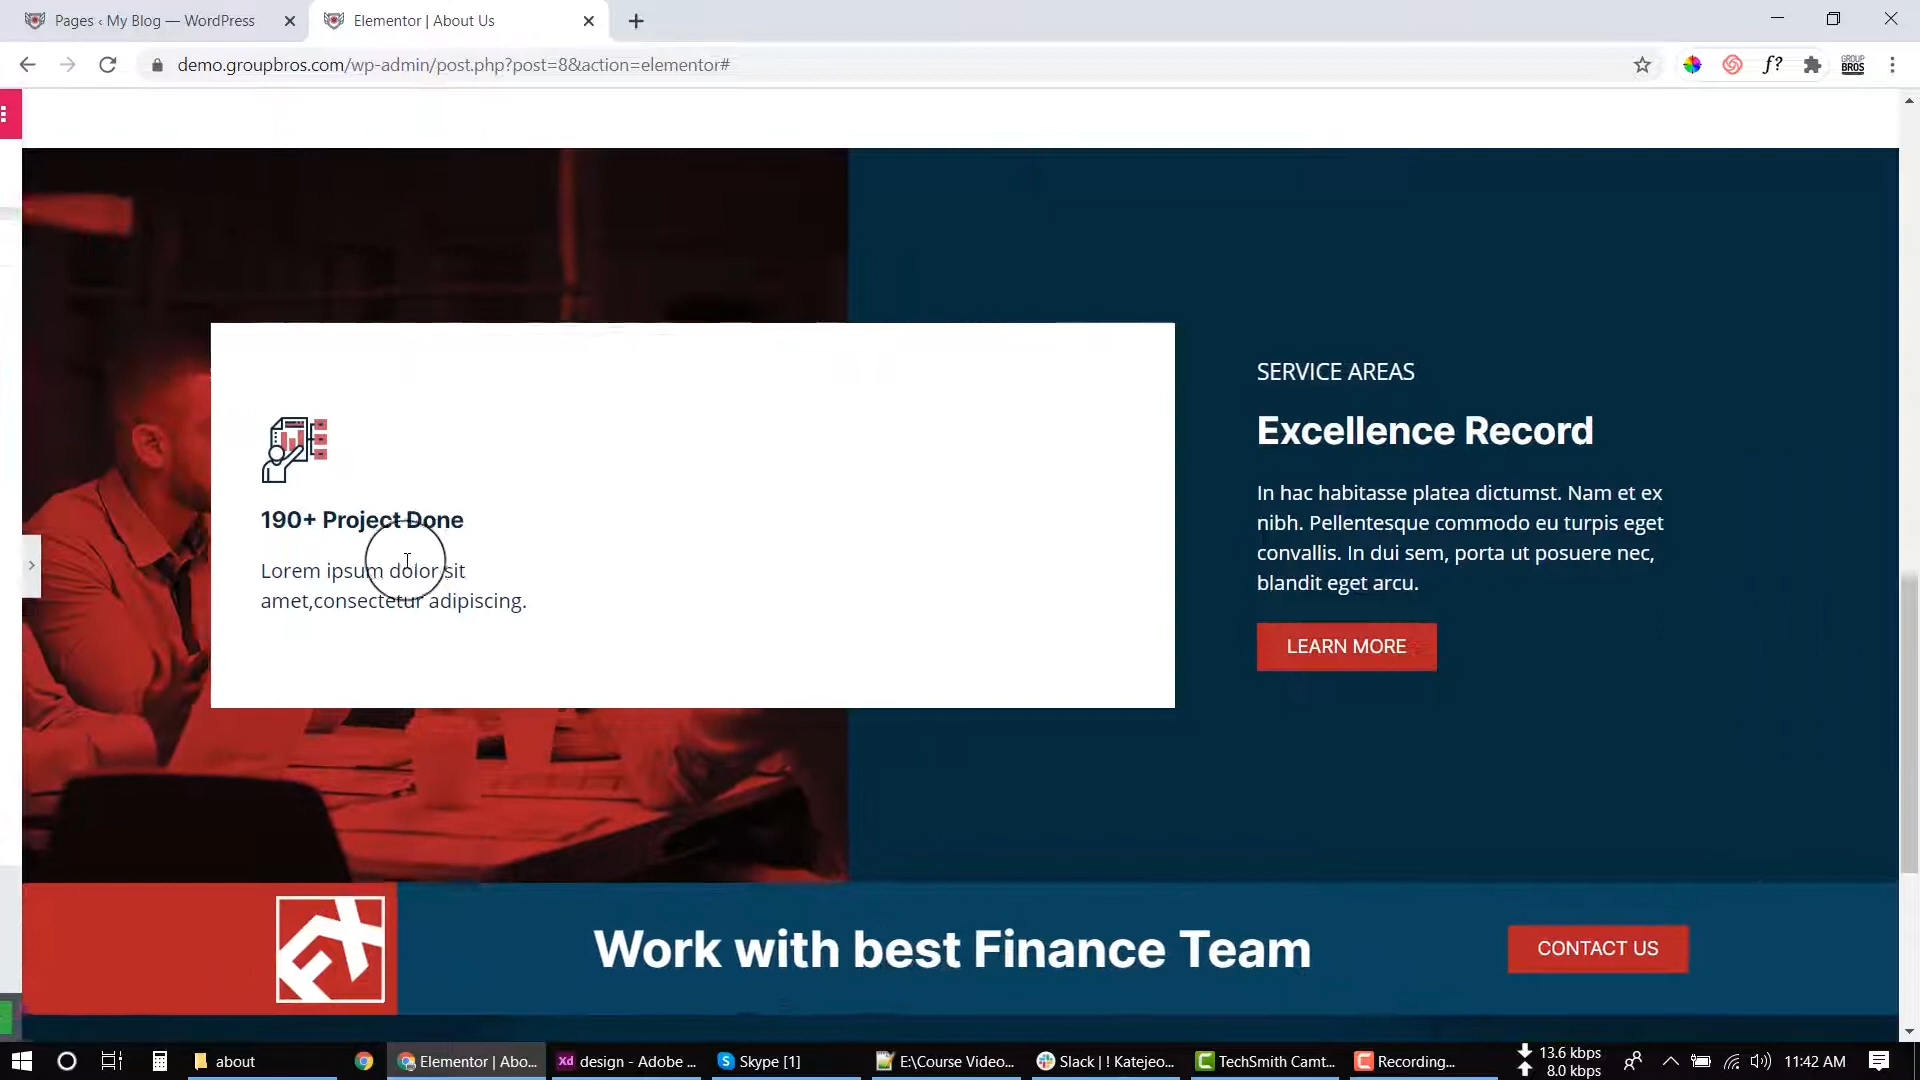 Pages ‹ My Blog — WordPress
Elementor | About Us
demo.groupbros.com/wp-admin/post.php?post=8&action=elementor#
f?
GROUP
BROS
SERVICE AREAS
Excellence Record
190+ Project Done
In hac habitasse platea dictumst. Nam et ex
nibh. Pellentesque commodo eu turpis eget
convallis. In dui sem, porta ut posuere nec,
blandit eget arcu.
Lorem ipsum dolor sit
amet,consectetur adipiscing.
LEARN MORE
Work with best Finance Team
CONTACT US
about
Elementor | Abo...
Xd
design - Adobe ...
Skype [1]
E:\Course Video...
Slack | ! Katejeo...
TechSmith Camt...
Recording...
13.6 kbps
8.0 kbps
11:42 AM